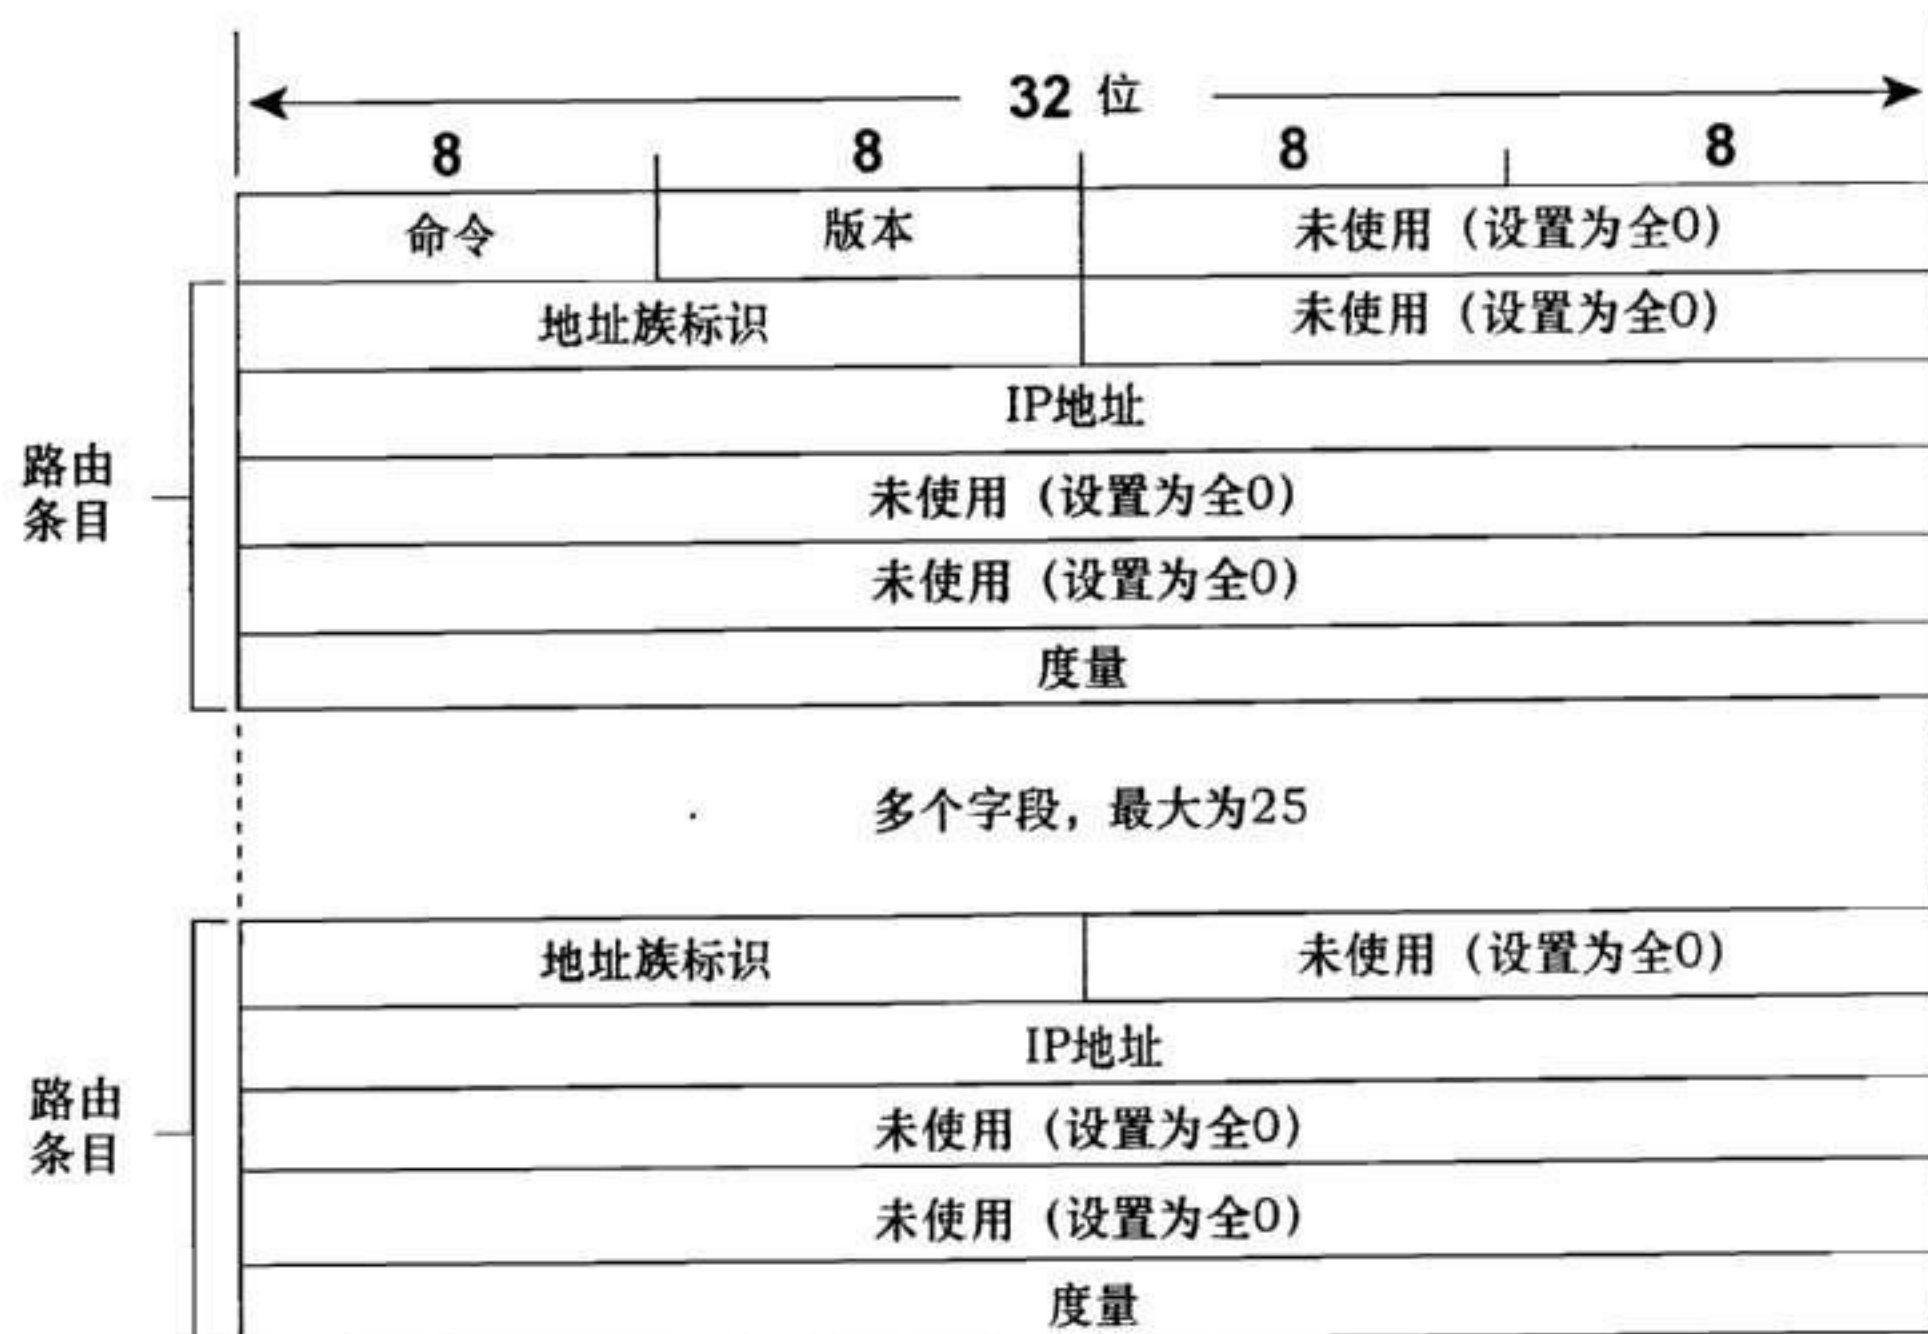 32 位
8 8 8 8
命令 版本 未使用（设置为全0）
地址族标识 未使用（设置为全0）
IP地址
路由
条目
未使用（设置为全0）
未使用（设置为全0）
度量
多个字段，最大为25
地址族标识 未使用（设置为全0）
IP地址
路由
条目
未使用（设置为全0）
未使用（设置为全0）
度量